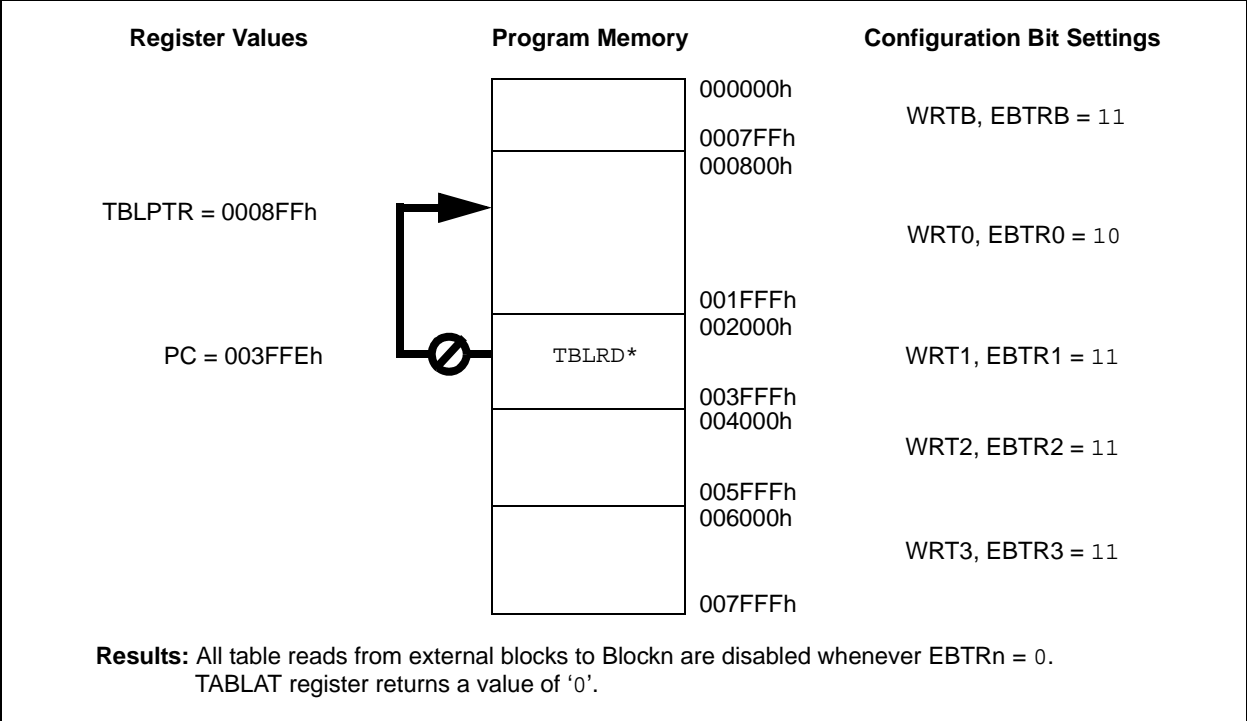 Register Values Program Memory Configuration Bit Settings
000000h
WRTB, EBTRB = 11
0007FFh
000800h
TBLPTR = 0008FFh
WRT0, EBTR0 = 10
001FFFh
002000h
PC = 003FFEh TBLRD* WRT1, EBTR1 = 11
003FFFh
004000h
WRT2, EBTR2 = 11
005FFFh
006000h
WRT3, EBTR3 = 11
007FFFh
Results: All table reads from external blocks to Blockn are disabled whenever EBTRn = 0.
TABLAT register returns a value of ‘0’.